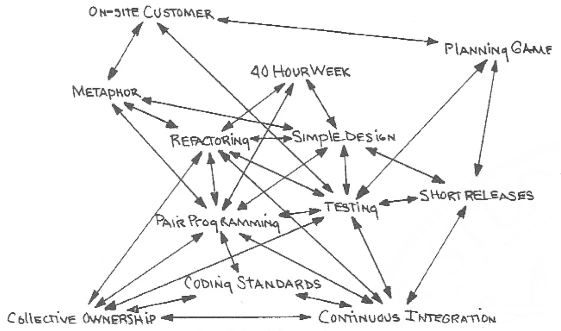 ON-SITE CUSTOMER
PLANNING GAME
40 HOUR WEEK
METAPHOR
REFACTORING
SIMPLE DESIGN
SHORT RELEASES
TESTING
PAIR PROGRAMMING
CODING STANDARDS
COLLECTIVE OWNERSHIP
CONTINUOUS INTEGRATION